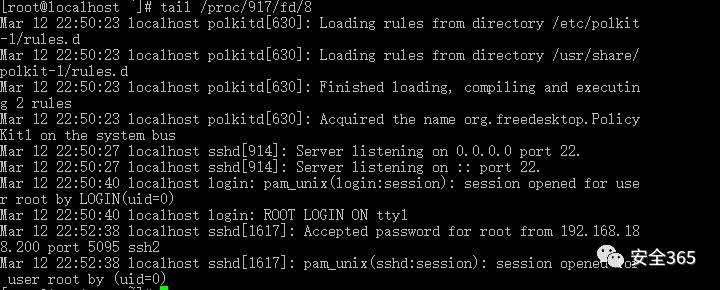 [root@localhost ~]# tail /proc/917/fd/8
Mar 12 22:50:23 localhost polkitd[630]: Loading rules from directory /etc/polkit
-1/rules.d
Mar 12 22:50:23 localhost polkitd[630]: Loading rules from directory /usr/share/
polkit-1/rules.d
Mar 12 22:50:23 localhost polkitd[630]: Finished loading, compiling and executin
g 2 rules
Mar 12 22:50:23 localhost polkitd[630]: Acquired the name org.freedesktop.Policy
Kit1 on the system bus
Mar 12 22:50:27 localhost sshd[914]: Server listening on 0.0.0.0 port 22.
Mar 12 22:50:27 localhost sshd[914]: Server listening on :: port 22.
Mar 12 22:50:40 localhost login: pam_unix(login:session): session opened for use
r root by LOGIN(uid=0)
Mar 12 22:50:40 localhost login: ROOT LOGIN ON tty1
Mar 12 22:52:38 localhost sshd[1617]: Accepted password for root from 192.168.18
8.200 port 5095 ssh2
Mar 12 22:52:38 localhost sshd[1617]: pam_unix(sshd:session): session opened for
user root by (uid=0)
安全365